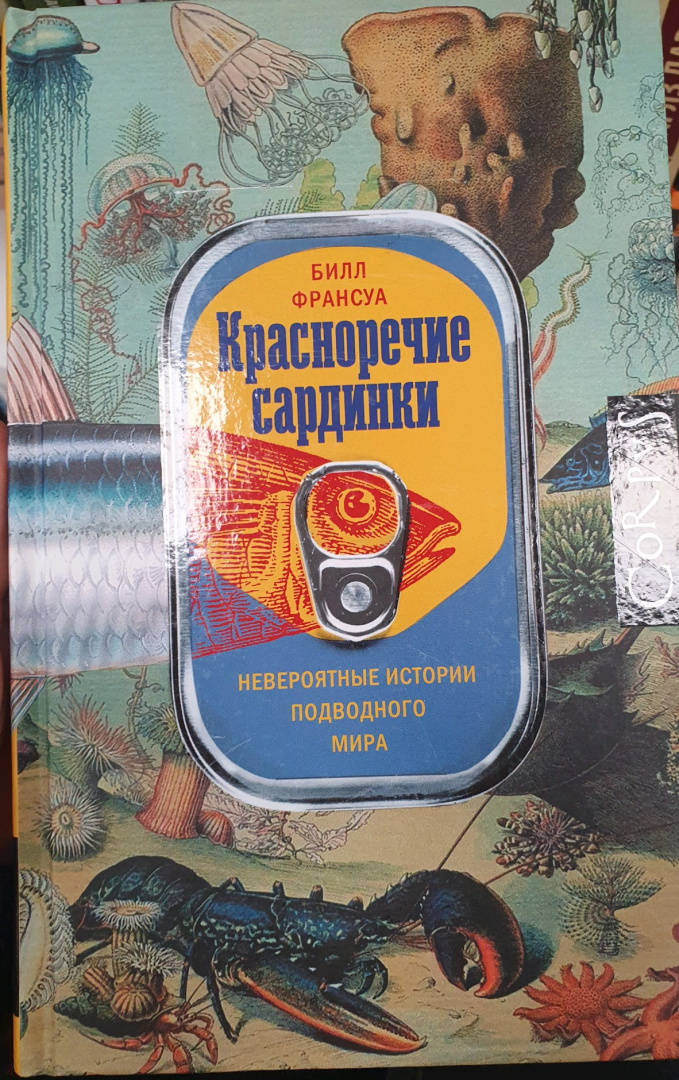 БИЛЛ
ФРАНСУА
Красноречие
сардинки
НЕВЕРОЯТНЫЕ ИСТОРИИ
ПОДВОДНОГО
МИРА
CORPUS